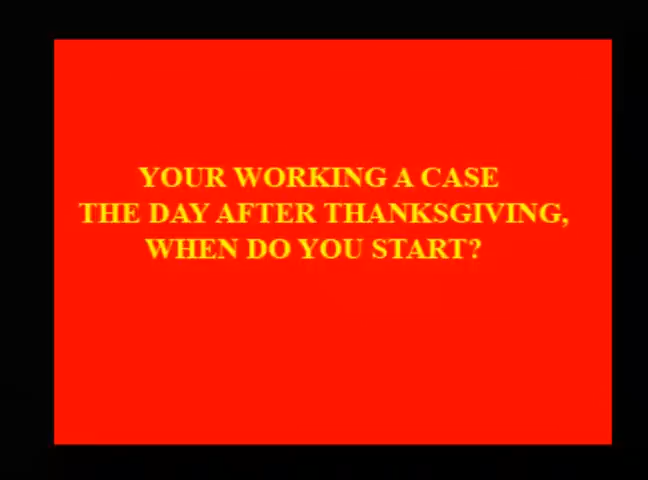 YOUR WORKING A CASE
THE DAY AFTER THANKSGIVING,
WHEN DO YOU START?